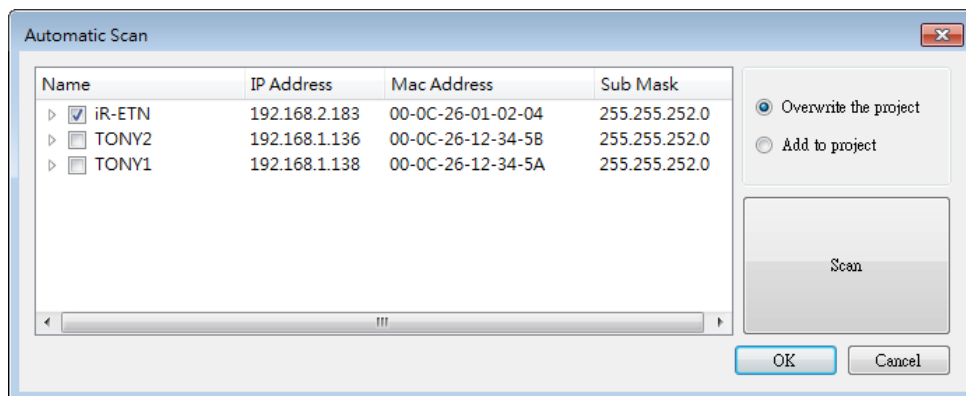 Automatic Scan
Name IP Address Mac Address Sub Mask
iR-ETN 192.168.2.183 00-0C-26-01-02-04 255.255.252.0
TONY2 192.168.1.136 00-0C-26-12-34-5B 255.255.252.0
TONY1 192.168.1.138 00-0C-26-12-34-5A 255.255.252.0
Overwrite the project
Add to project
Scan
OK Cancel